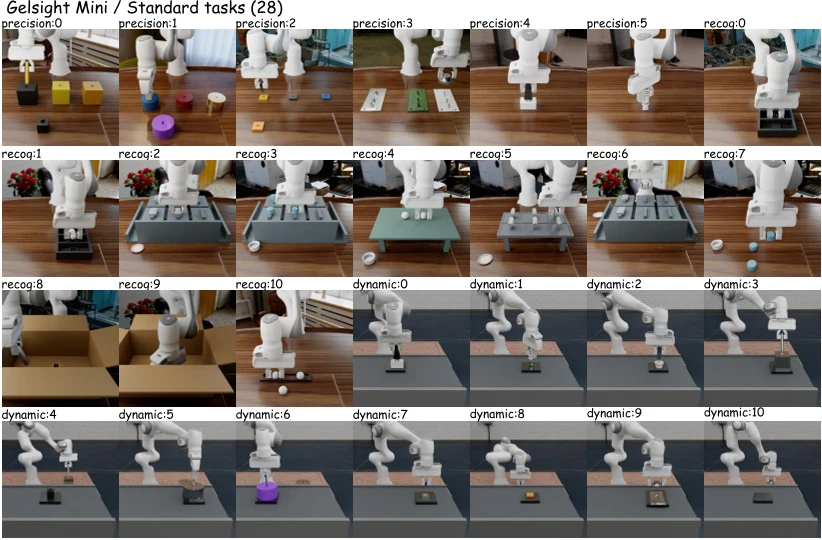 Gelsight Mini / Standard tasks (28)
precision:0 precision:1 precision:2 precision:3 precision:4 precision:5 recog:0
recog:1 recog:2 recog:3 recog:4 recog:5 recog:6 recog:7
recog:8 recog:9 recog:10 dynamic:0 dynamic:1 dynamic:2 dynamic:3
dynamic:4 dynamic:5 dynamic:6 dynamic:7 dynamic:8 dynamic:9 dynamic:10